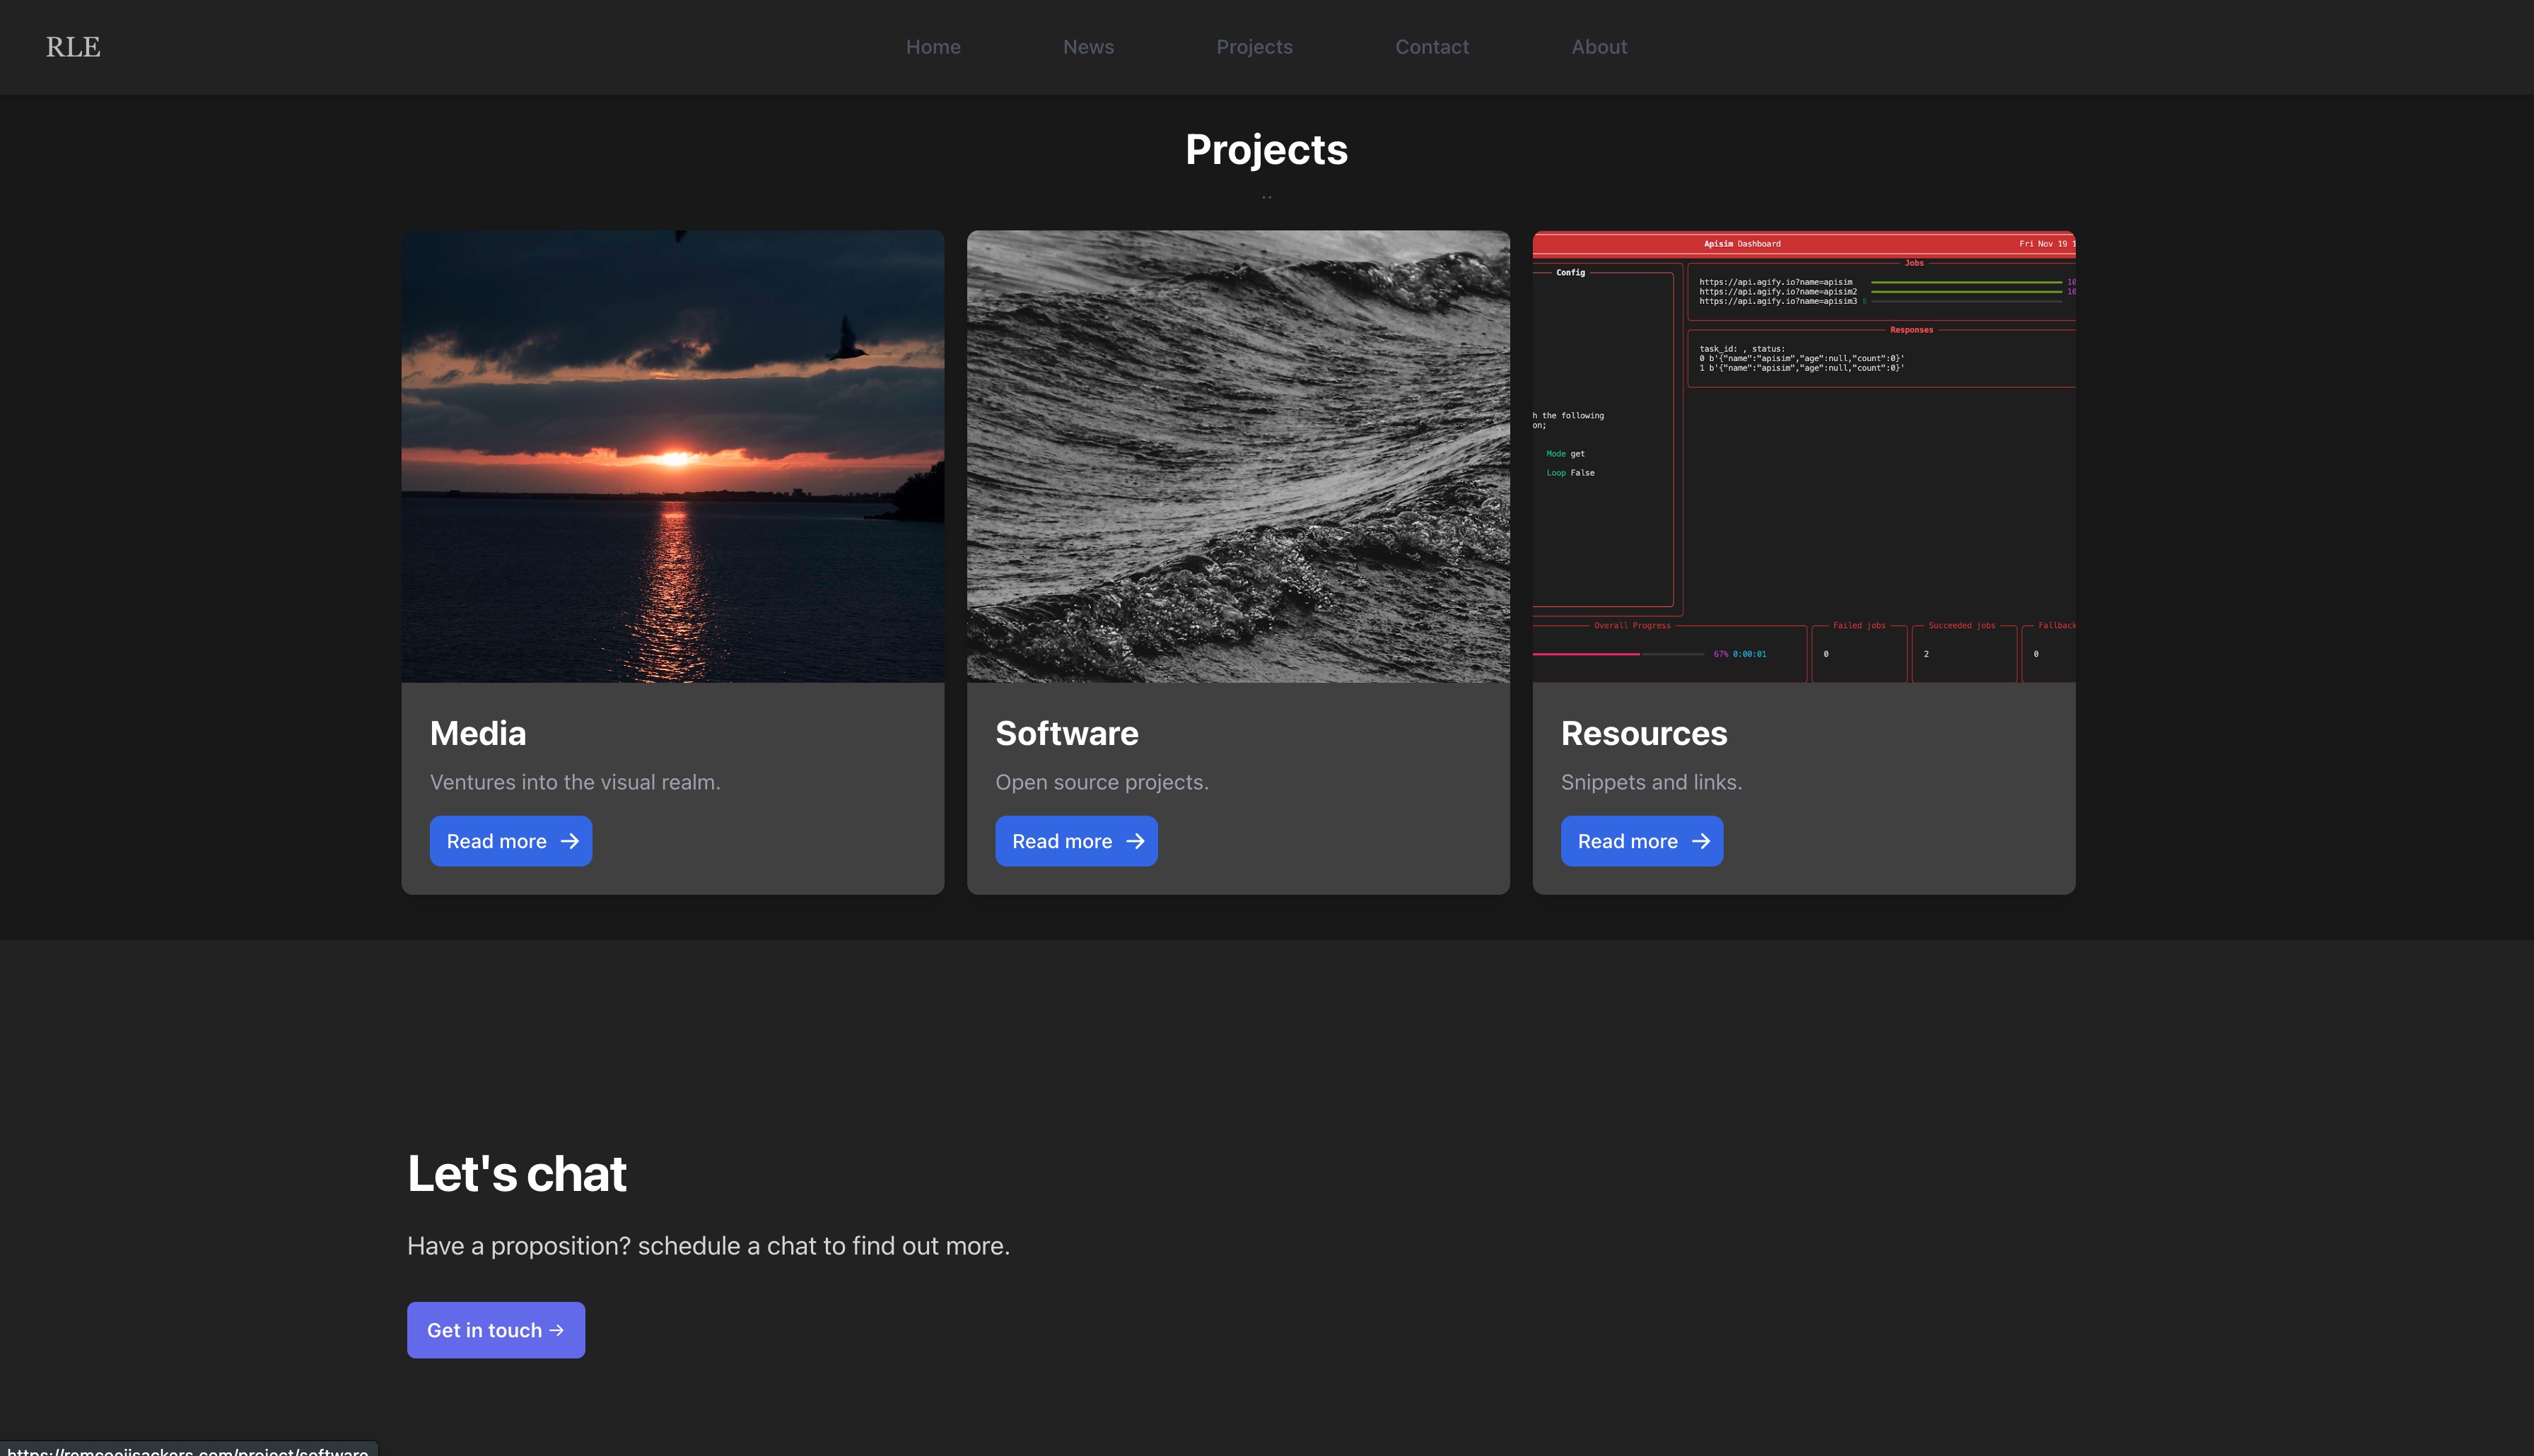 RLE
Home News Projects Contact About
Projects
..
Apisim Dashboard Fri Nov 19
Config
Jobs
https://api.agify.io?name=apisim
https://api.agify.io?name=apisim2
https://api.agify.io?name=apisim3
Responses
task_id: , status:
0 b'{"name":"apisim","age":null,"count":0}'
1 b'{"name":"apisim","age":null,"count":0}'
h the following
on;
Mode get
Loop False
Overall Progress
67% 0:00:01
Failed jobs
0
Succeeded jobs
2
Fallback
0
Media
Ventures into the visual realm.
Read more →
Software
Open source projects.
Read more →
Resources
Snippets and links.
Read more →
Let's chat
Have a proposition? schedule a chat to find out more.
Get in touch →